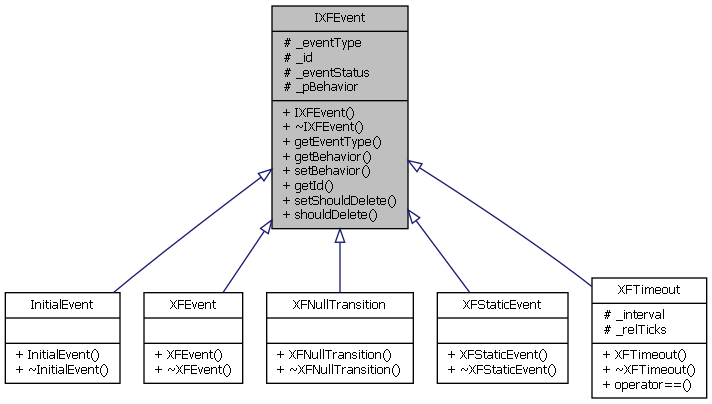 IXFEvent
# _eventType
# _id
# _eventStatus
# _pBehavior
+ IXFEvent()
+ ~IXFEvent()
+ getEventType()
+ getBehavior()
+ setBehavior()
+ getId()
+ setShouldDelete()
+ shouldDelete()
InitialEvent
+ InitialEvent()
+ ~InitialEvent()
XFEvent
+ XFEvent()
+ ~XFEvent()
XFNullTransition
+ XFNullTransition()
+ ~XFNullTransition()
XFStaticEvent
+ XFStaticEvent()
+ ~XFStaticEvent()
XFTimeout
# _interval
# _relTicks
+ XFTimeout()
+ ~XFTimeout()
+ operator==()